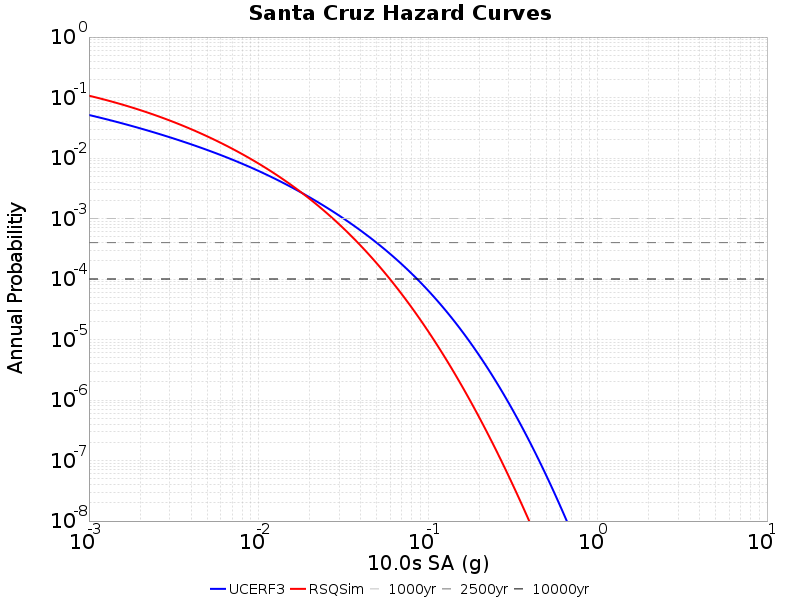 Santa Cruz Hazard Curves
10^0
10^-1
10^-2
10^-3
10^-4
10^-5
10^-6
10^-7
10^-8
Annual Probabilitiy
10^-3 10^-2 10^-1 10^0 10^1
10.0s SA (g)
UCERF3 RSQSim 1000yr 2500yr 10000yr